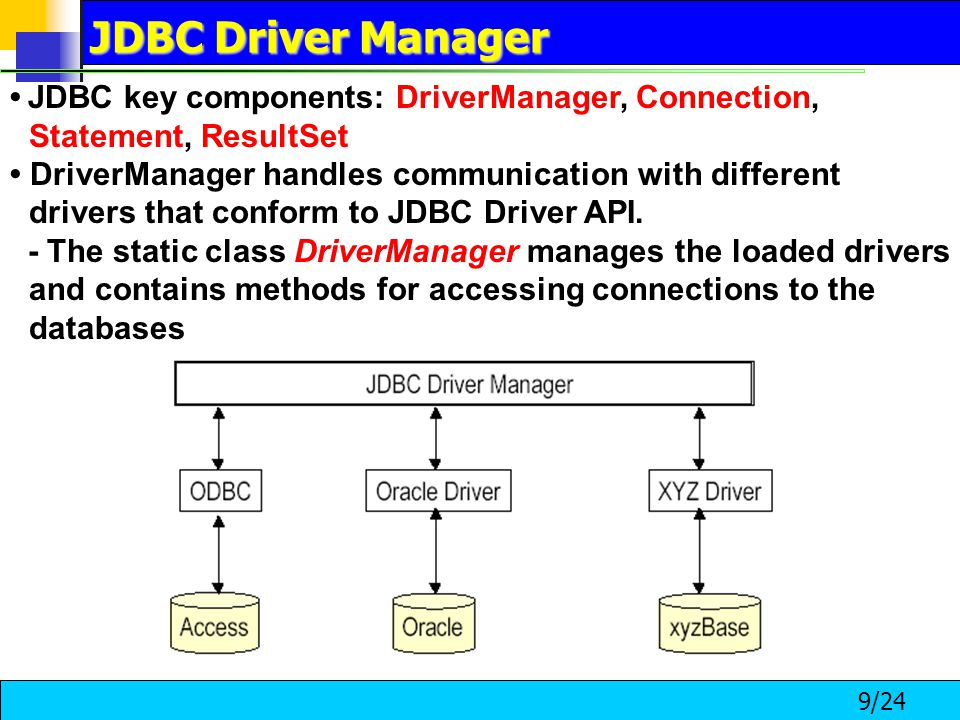 JDBC Driver Manager
• JDBC key components: DriverManager, Connection,
Statement, ResultSet
• DriverManager handles communication with different
drivers that conform to JDBC Driver API.
- The static class DriverManager manages the loaded drivers
and contains methods for accessing connections to the
databases
JDBC Driver Manager
ODBC Oracle Driver XYZ Driver
Access Oracle xyzBase
9/24